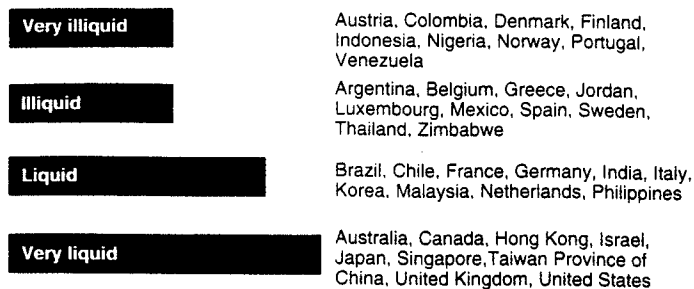 Very illiquid
Austria, Colombia, Denmark, Finland,
Indonesia, Nigeria, Norway, Portugal,
Venezuela
Illiquid
Argentina, Belgium, Greece, Jordan,
Luxembourg, Mexico, Spain, Sweden,
Thailand, Zimbabwe
Liquid
Brazil, Chile, France, Germany, India, Italy,
Korea, Malaysia, Netherlands, Philippines
Very liquid
Australia, Canada, Hong Kong, Israel,
Japan, Singapore,Taiwan Province of
China, United Kingdom, United States